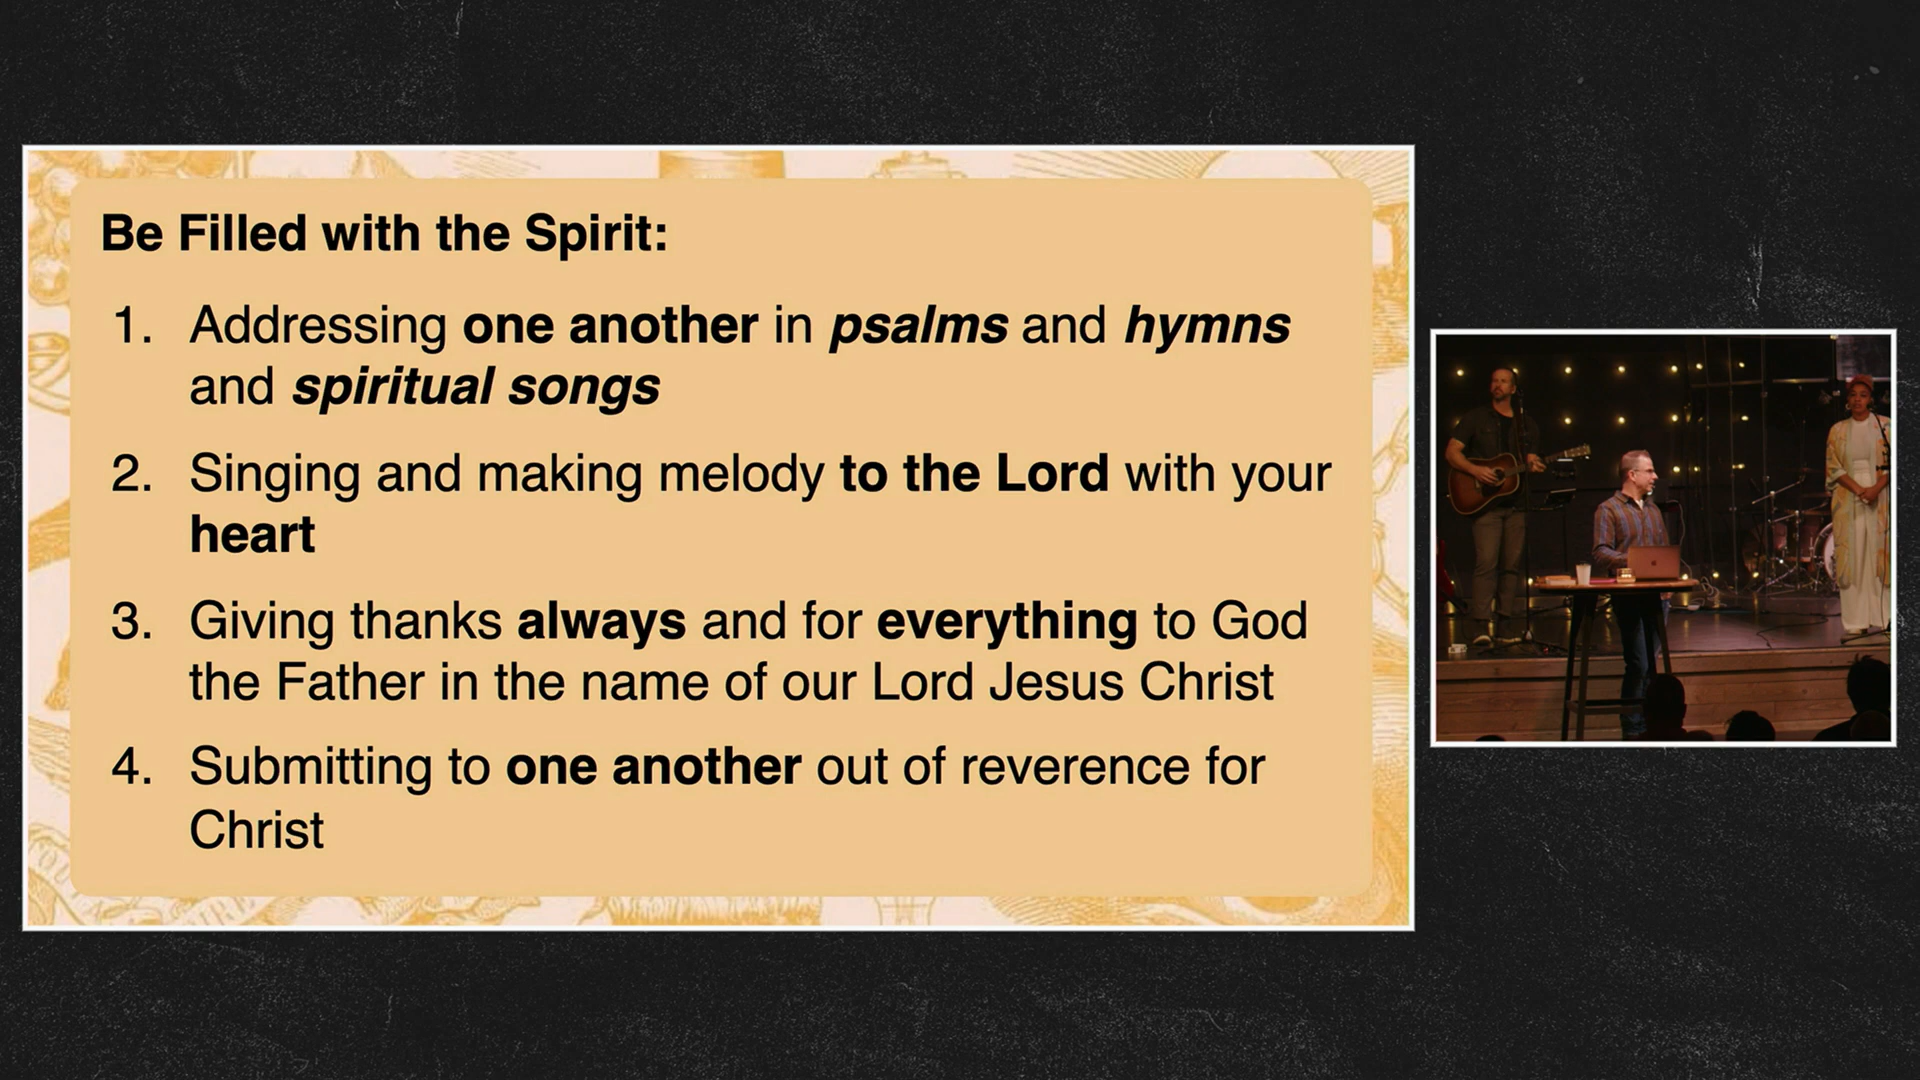 Be Filled with the Spirit:
1. Addressing one another in psalms and hymns
and spiritual songs
2. Singing and making melody to the Lord with your
heart
3. Giving thanks always and for everything to God
the Father in the name of our Lord Jesus Christ
4. Submitting to one another out of reverence for
Christ